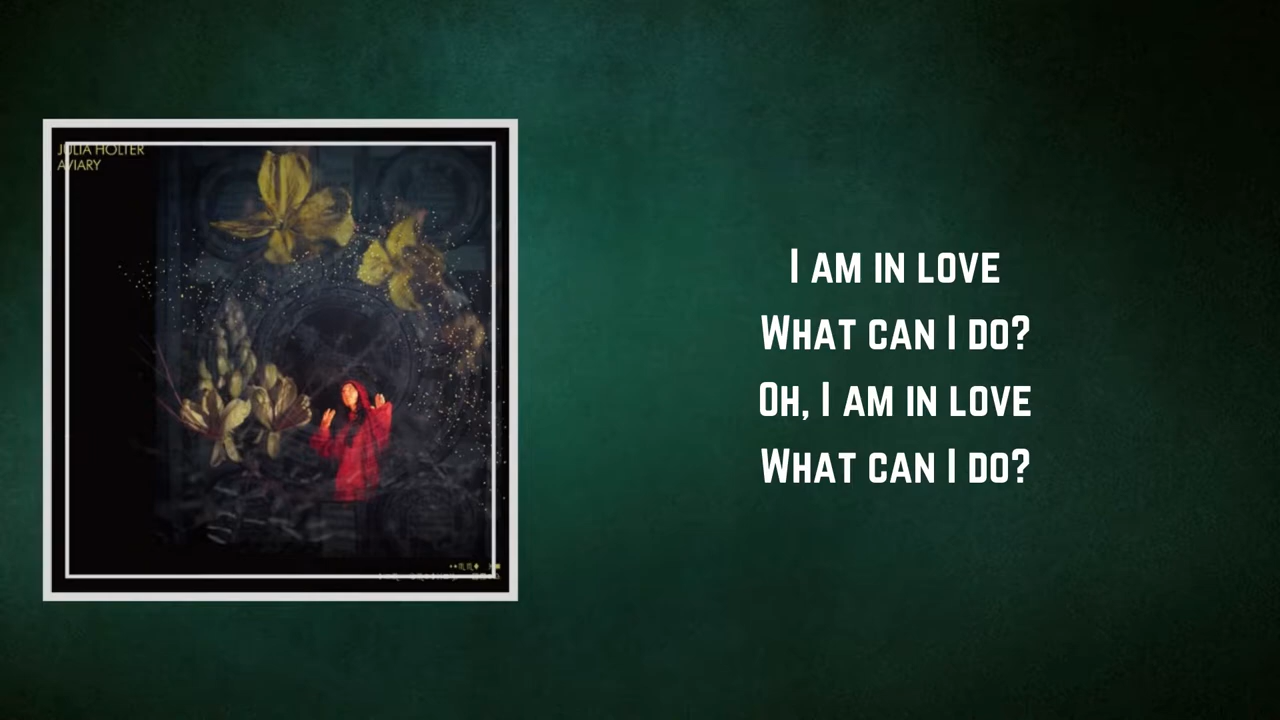 JULIA HOLTER
AVIARY
I AM IN LOVE
WHAT CAN I DO?
OH, I AM IN LOVE
WHAT CAN I DO?